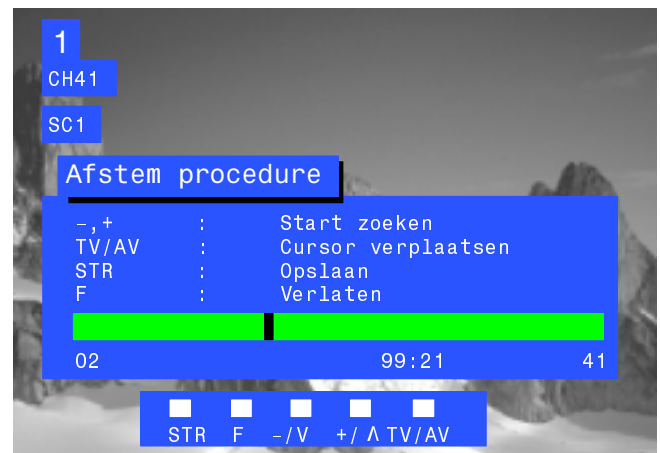 1
CH41
SC1
Afstem procedure
–,+ : Start zoeken
TV/AV : Cursor verplaatsen
STR : Opslaan
F : Verlaten
02 99:21 41
STR F –/V +/Λ TV/AV